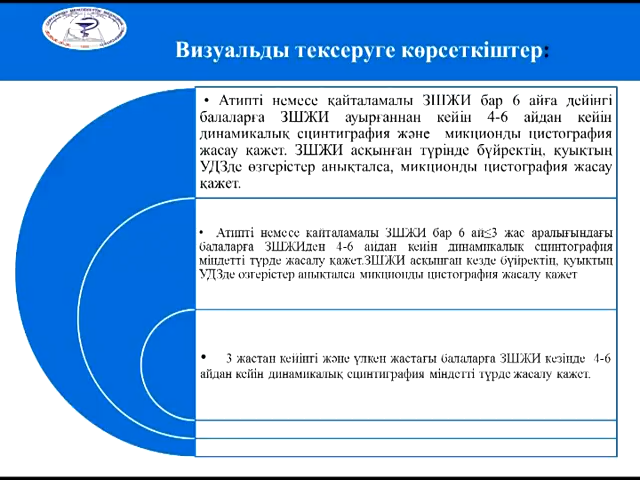 Визуальды тексеруге көрсеткіштер:
• Атипті немесе қайталамалы ЗШЖИ бар 6 айға дейінгі
балаларға ЗШЖИ ауырғаннан кейін 4-6 айдан кейін
динамикалық сцинтиграфия және микционды цистография
жасау қажет. ЗШЖИ асқынған түрінде бүйректің, қуықтың
УДЗде өзгерістер анықталса, микционды цистография жасау
қажет.
• Атипті немесе қайталамалы ЗШЖИ бар 6 ай≤3 жас аралығындағы
балаларға ЗШЖИден 4-6 айдан кейін динамикалық сцинтография
міндетті түрде жасалу қажет.ЗШЖИ асқынған кезде бүйректің, қуықтың
УДЗде өзгерістер анықталса микционды цистография жасалу қажет
• 3 жастан кейінгі және үлкен жастағы балаларға ЗШЖИ кезінде 4-6
айдан кейін динамикалық сцинтиграфия міндетті түрде жасалу қажет.